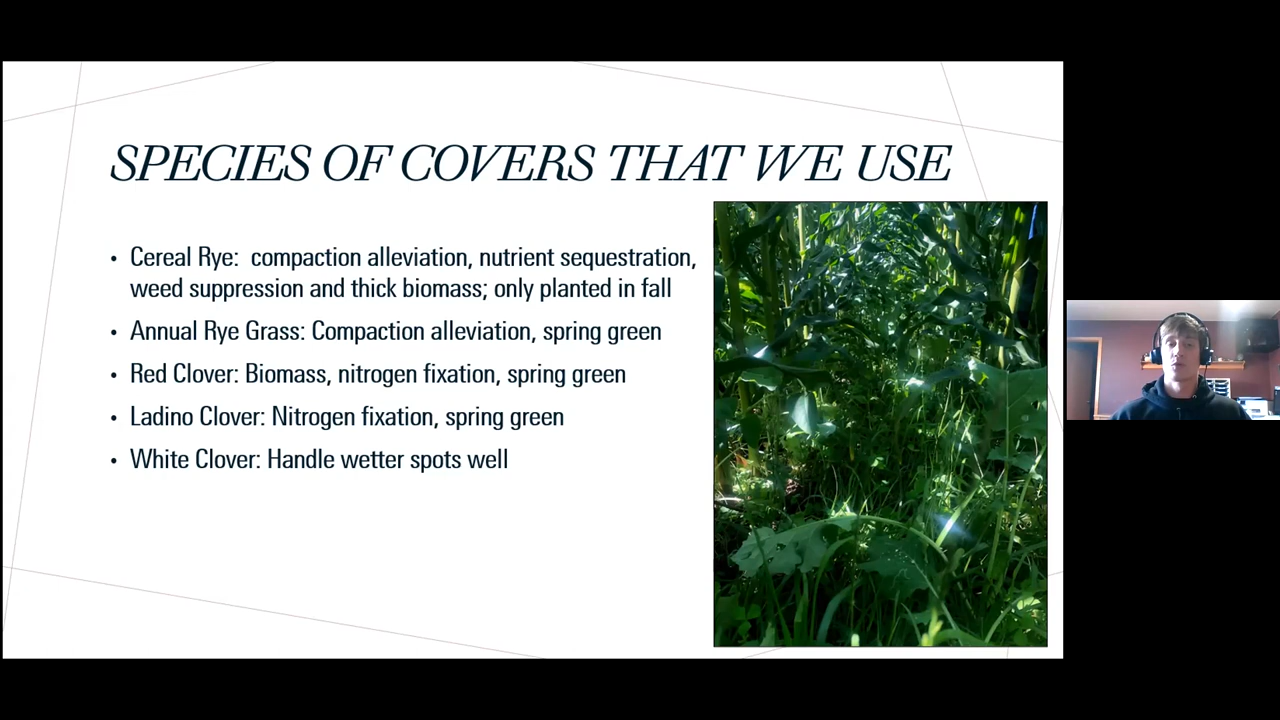 SPECIES OF COVERS THAT WE USE
• Cereal Rye:  compaction alleviation, nutrient sequestration,
weed suppression and thick biomass; only planted in fall
• Annual Rye Grass: Compaction alleviation, spring green
• Red Clover: Biomass, nitrogen fixation, spring green
• Ladino Clover: Nitrogen fixation, spring green
• White Clover: Handle wetter spots well